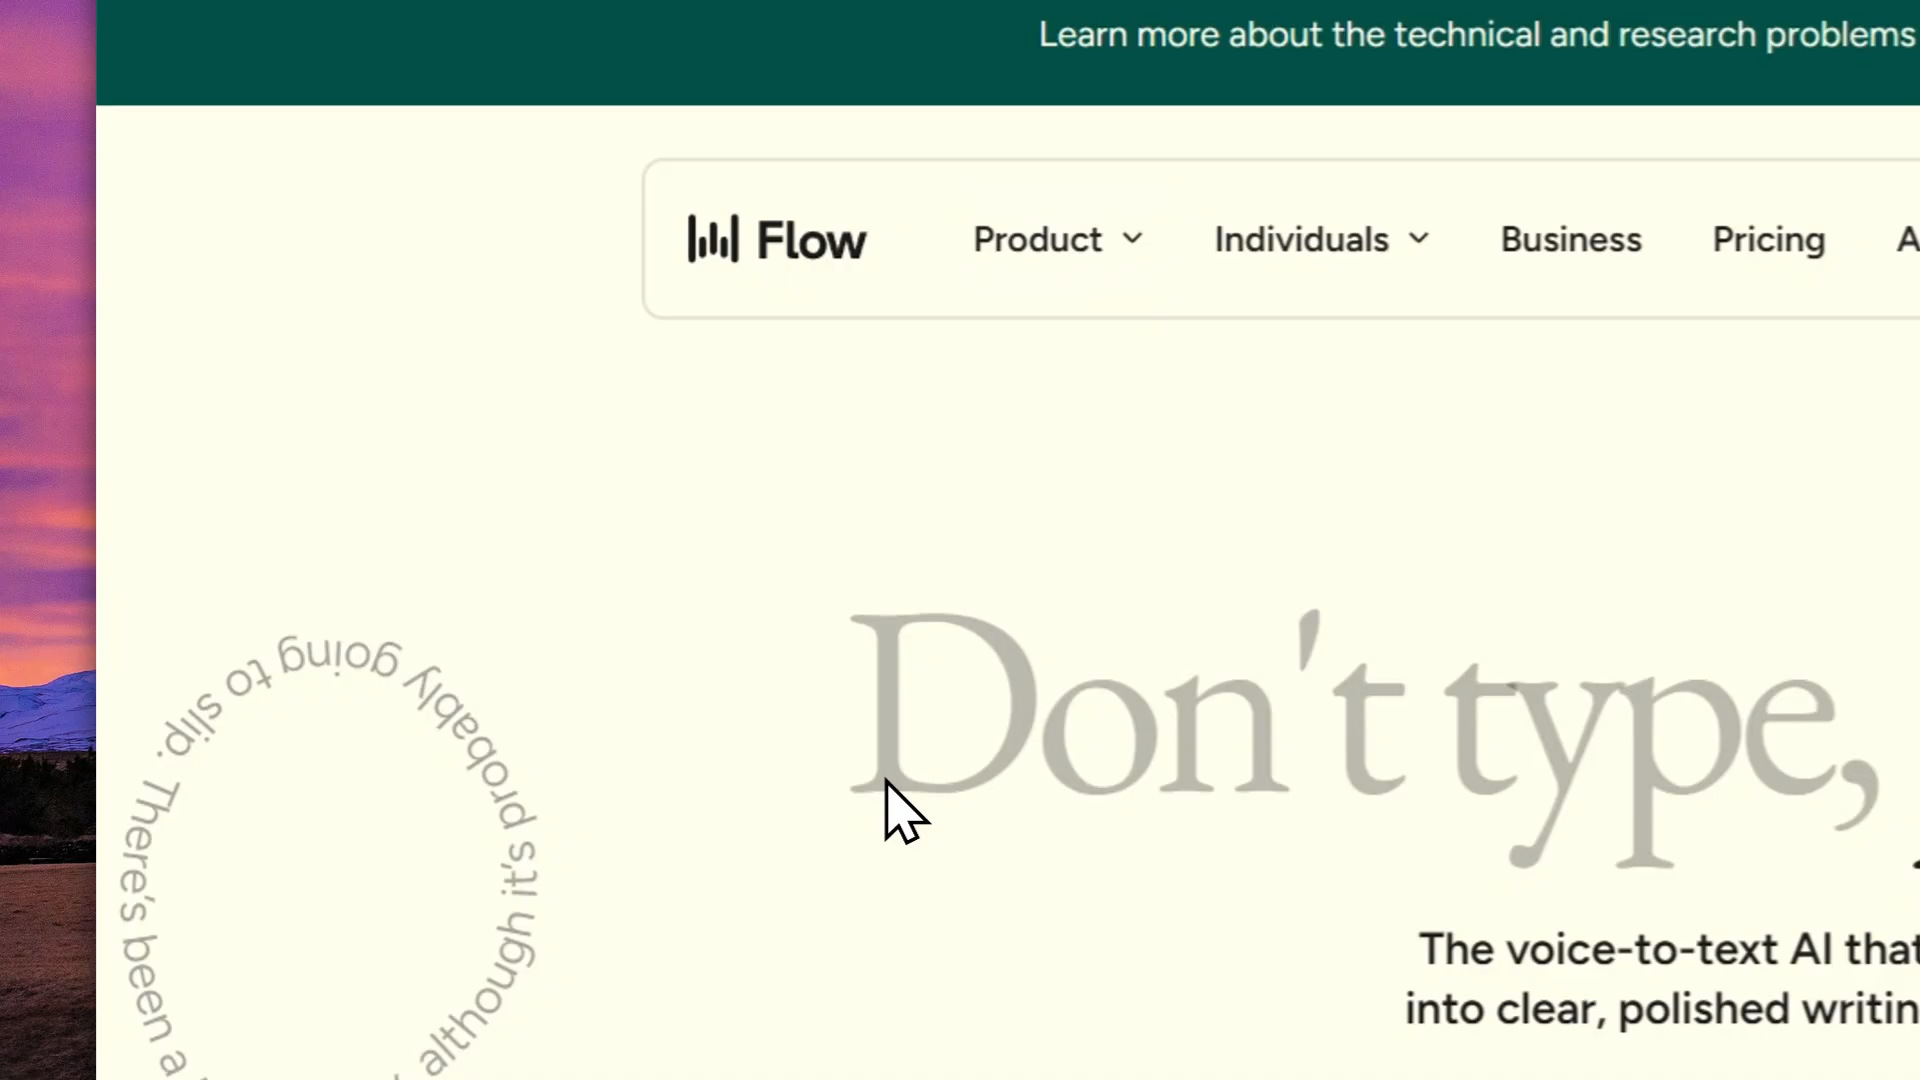 Learn more about the technical and research problems
Flow
Product
Individuals
Business
Pricing
Don't type,
The voice-to-text AI that
into clear, polished writin
although it's probably going to slip. There's been a